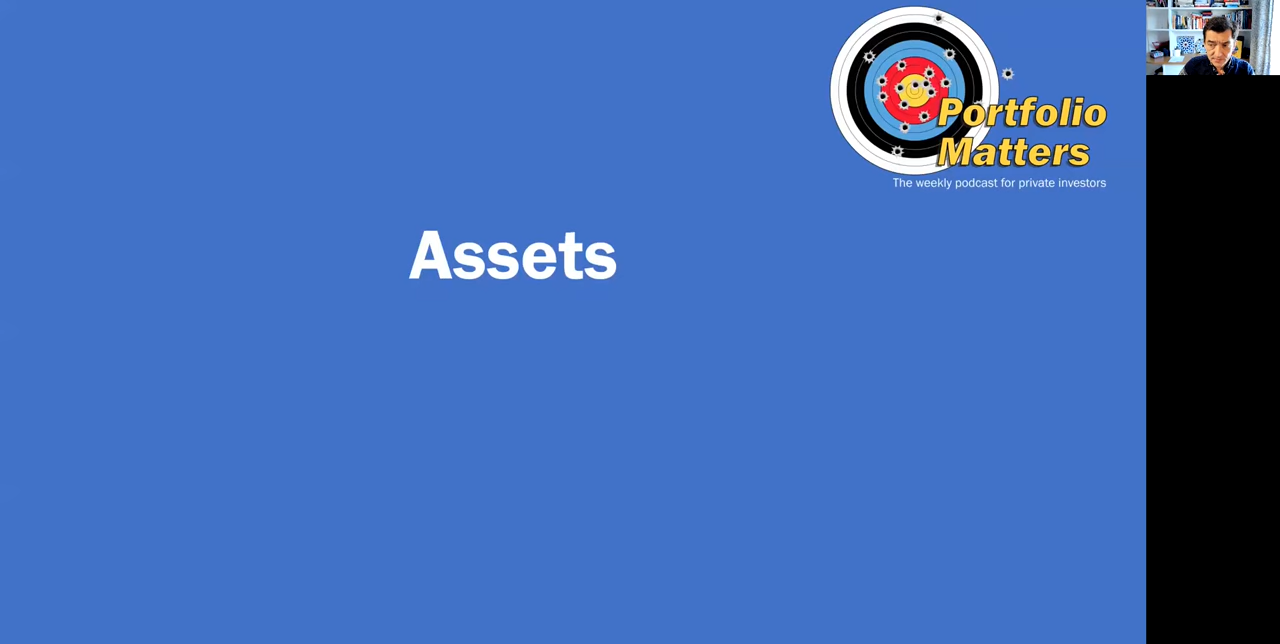 Portfolio
Matters
The weekly podcast for private investors
Assets